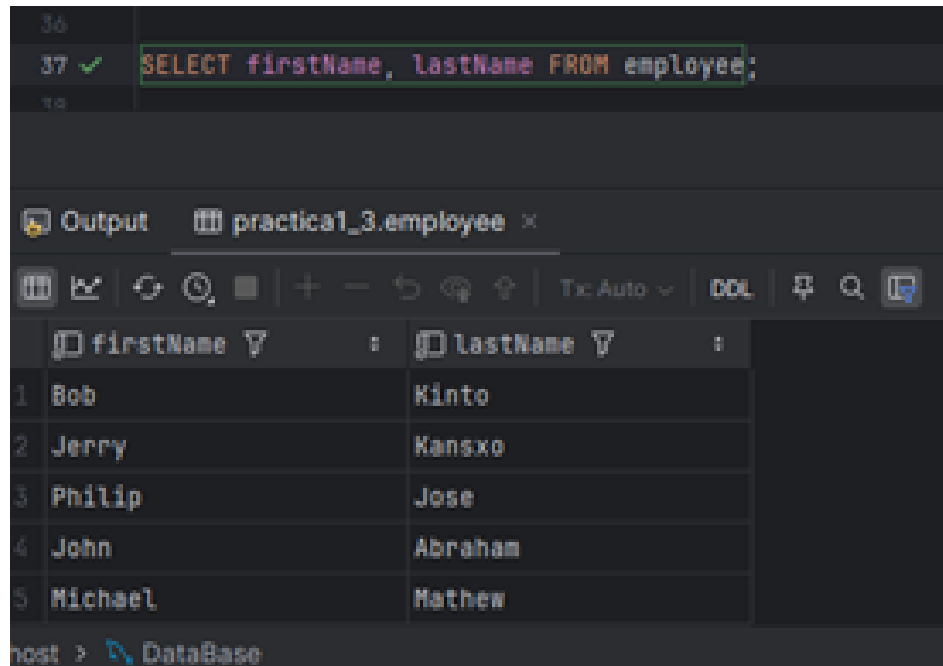 36
37 SELECT firstName, lastName FROM employee;
38
Output practica1_3.employee ×
Tx: Auto DDL
firstName lastName
1 Bob Kinto
2 Jerry Kansxo
3 Philip Jose
4 John Abraham
5 Michael Mathew
host > DataBase